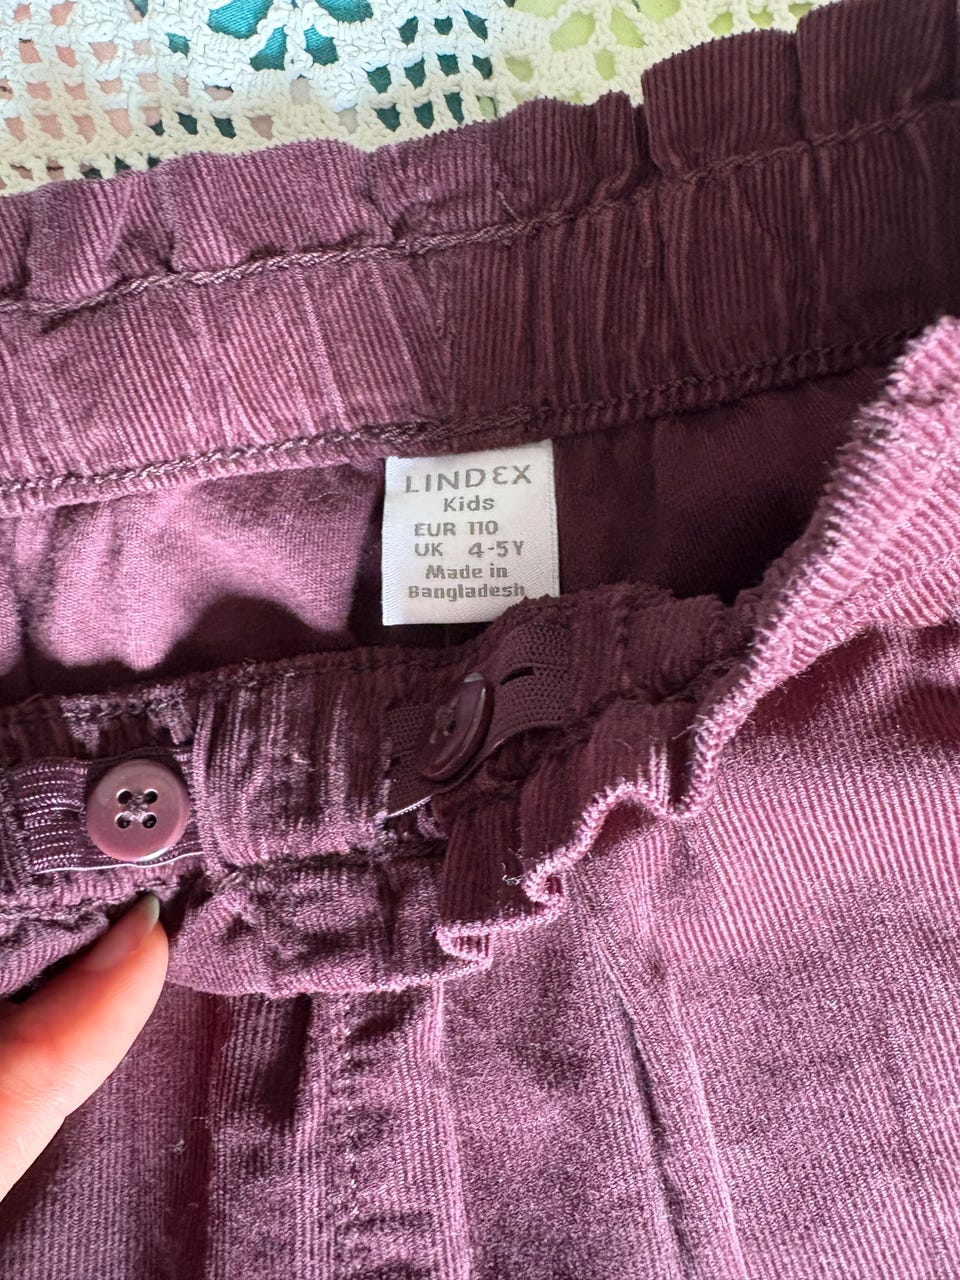 LINDEX
Kids
EUR 110
UK 4-5Y
Made in
Bangladesh